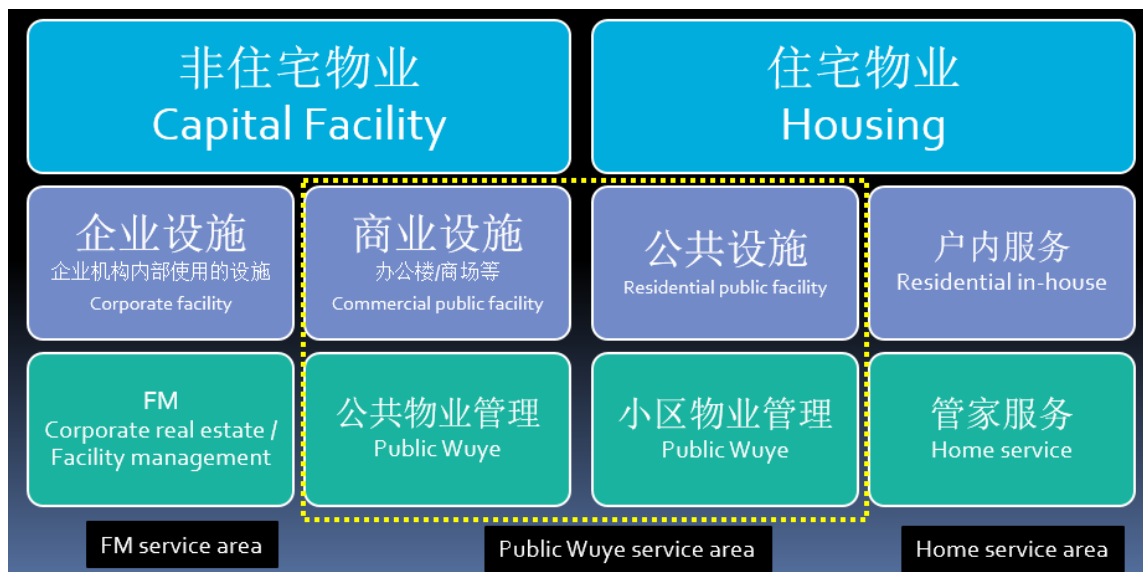 非住宅物业
Capital Facility
住宅物业
Housing
企业设施
企业机构内部使用的设施
Corporate facility
商业设施
办公楼/商场等
Commercial public facility
公共设施
Residential public facility
户内服务
Residential in-house
FM
Corporate real estate /
Facility management
公共物业管理
Public Wuye
小区物业管理
Public Wuye
管家服务
Home service
FM service area
Public Wuye service area
Home service area